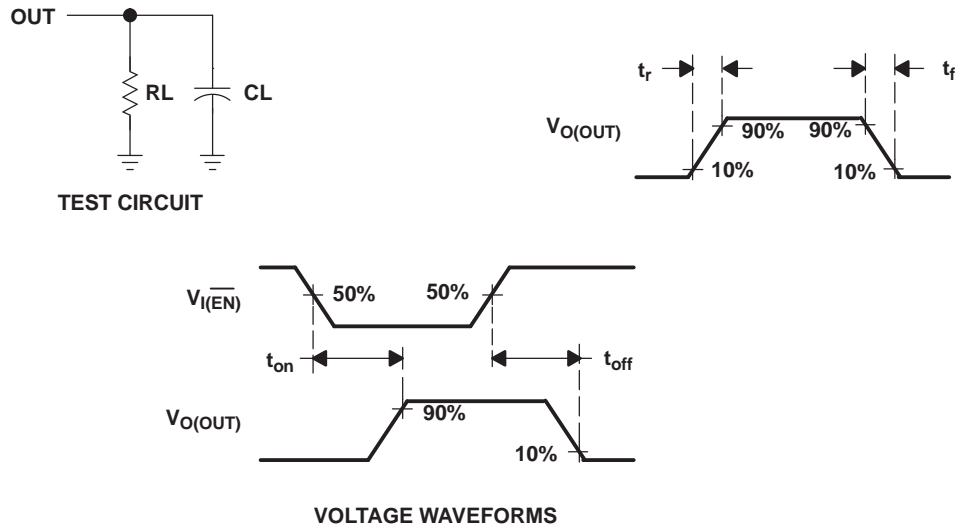 OUT
RL
CL
TEST CIRCUIT
tr
tf
VO(OUT)
90%
90%
10%
10%
VI(E̅N̅)
50%
50%
ton
toff
VO(OUT)
90%
10%
VOLTAGE WAVEFORMS